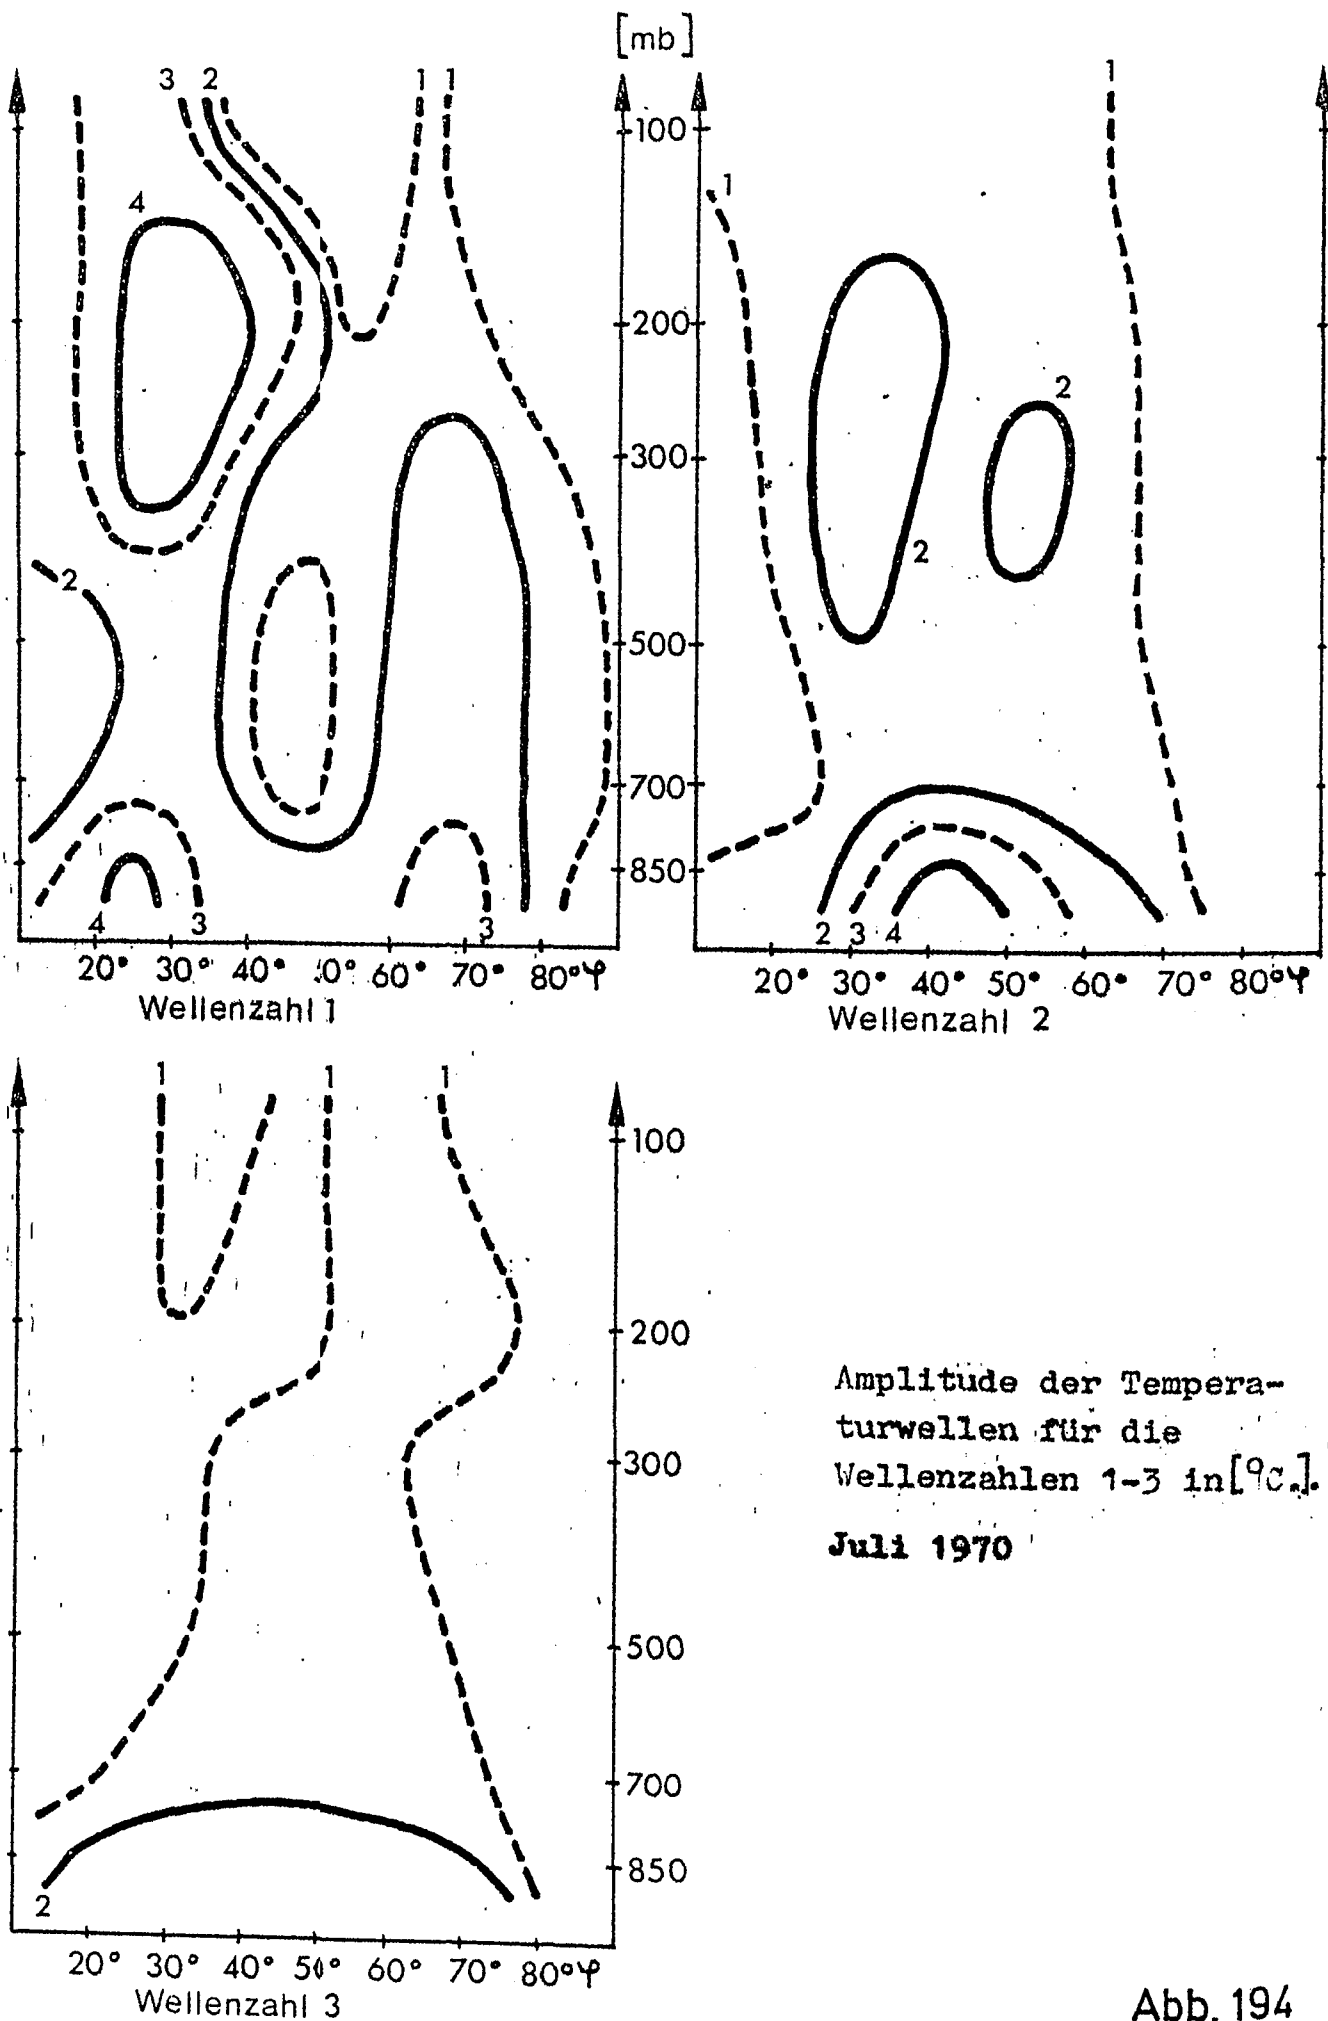 [mb]
3 2 1 1
1
100
1
4
200
2
300
2
2
500
700
850
4 3 3
2 3 4
20° 30° 40° 50° 60° 70° 80° φ
20° 30° 40° 50° 60° 70° 80° φ
Wellenzahl 1
Wellenzahl 2
1 1 1
100
200
300
500
700
850
2
20° 30° 40° 50° 60° 70° 80° φ
Wellenzahl 3
Amplitude der Tempera-
turwellen für die
Wellenzahlen 1-3 in [°C.].
Juli 1970
Abb. 194